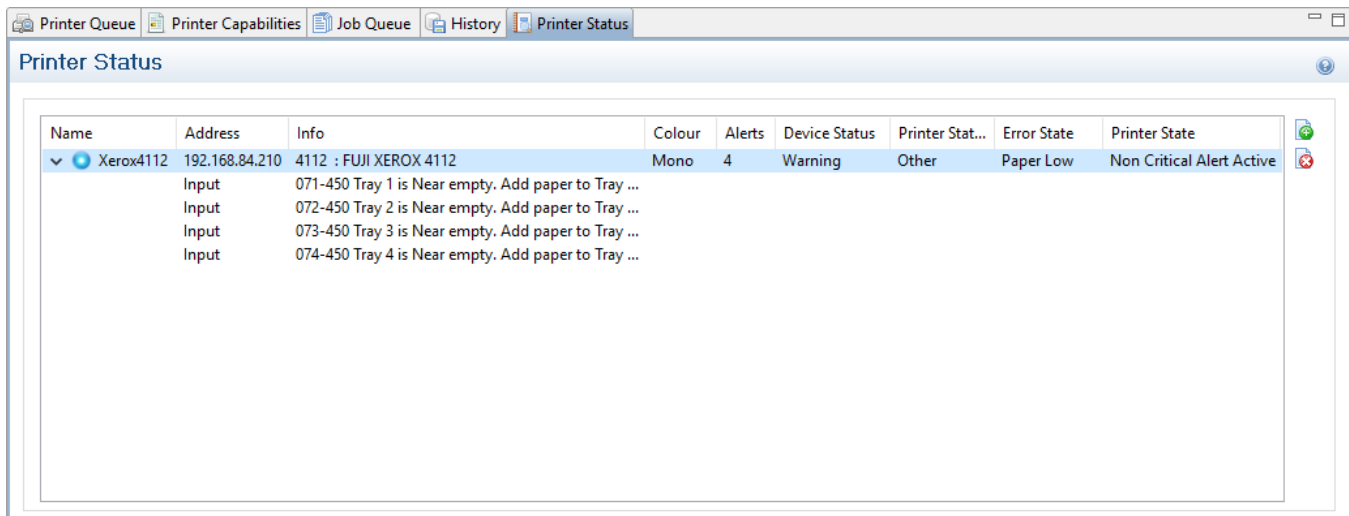 Printer Queue Printer Capabilities Job Queue History Printer Status
Printer Status
Name Address Info Colour Alerts Device Status Printer Stat... Error State Printer State
Xerox4112 192.168.84.210 4112 : FUJI XEROX 4112 Mono 4 Warning Other Paper Low Non Critical Alert Active
Input 071-450 Tray 1 is Near empty. Add paper to Tray ...
Input 072-450 Tray 2 is Near empty. Add paper to Tray ...
Input 073-450 Tray 3 is Near empty. Add paper to Tray ...
Input 074-450 Tray 4 is Near empty. Add paper to Tray ...